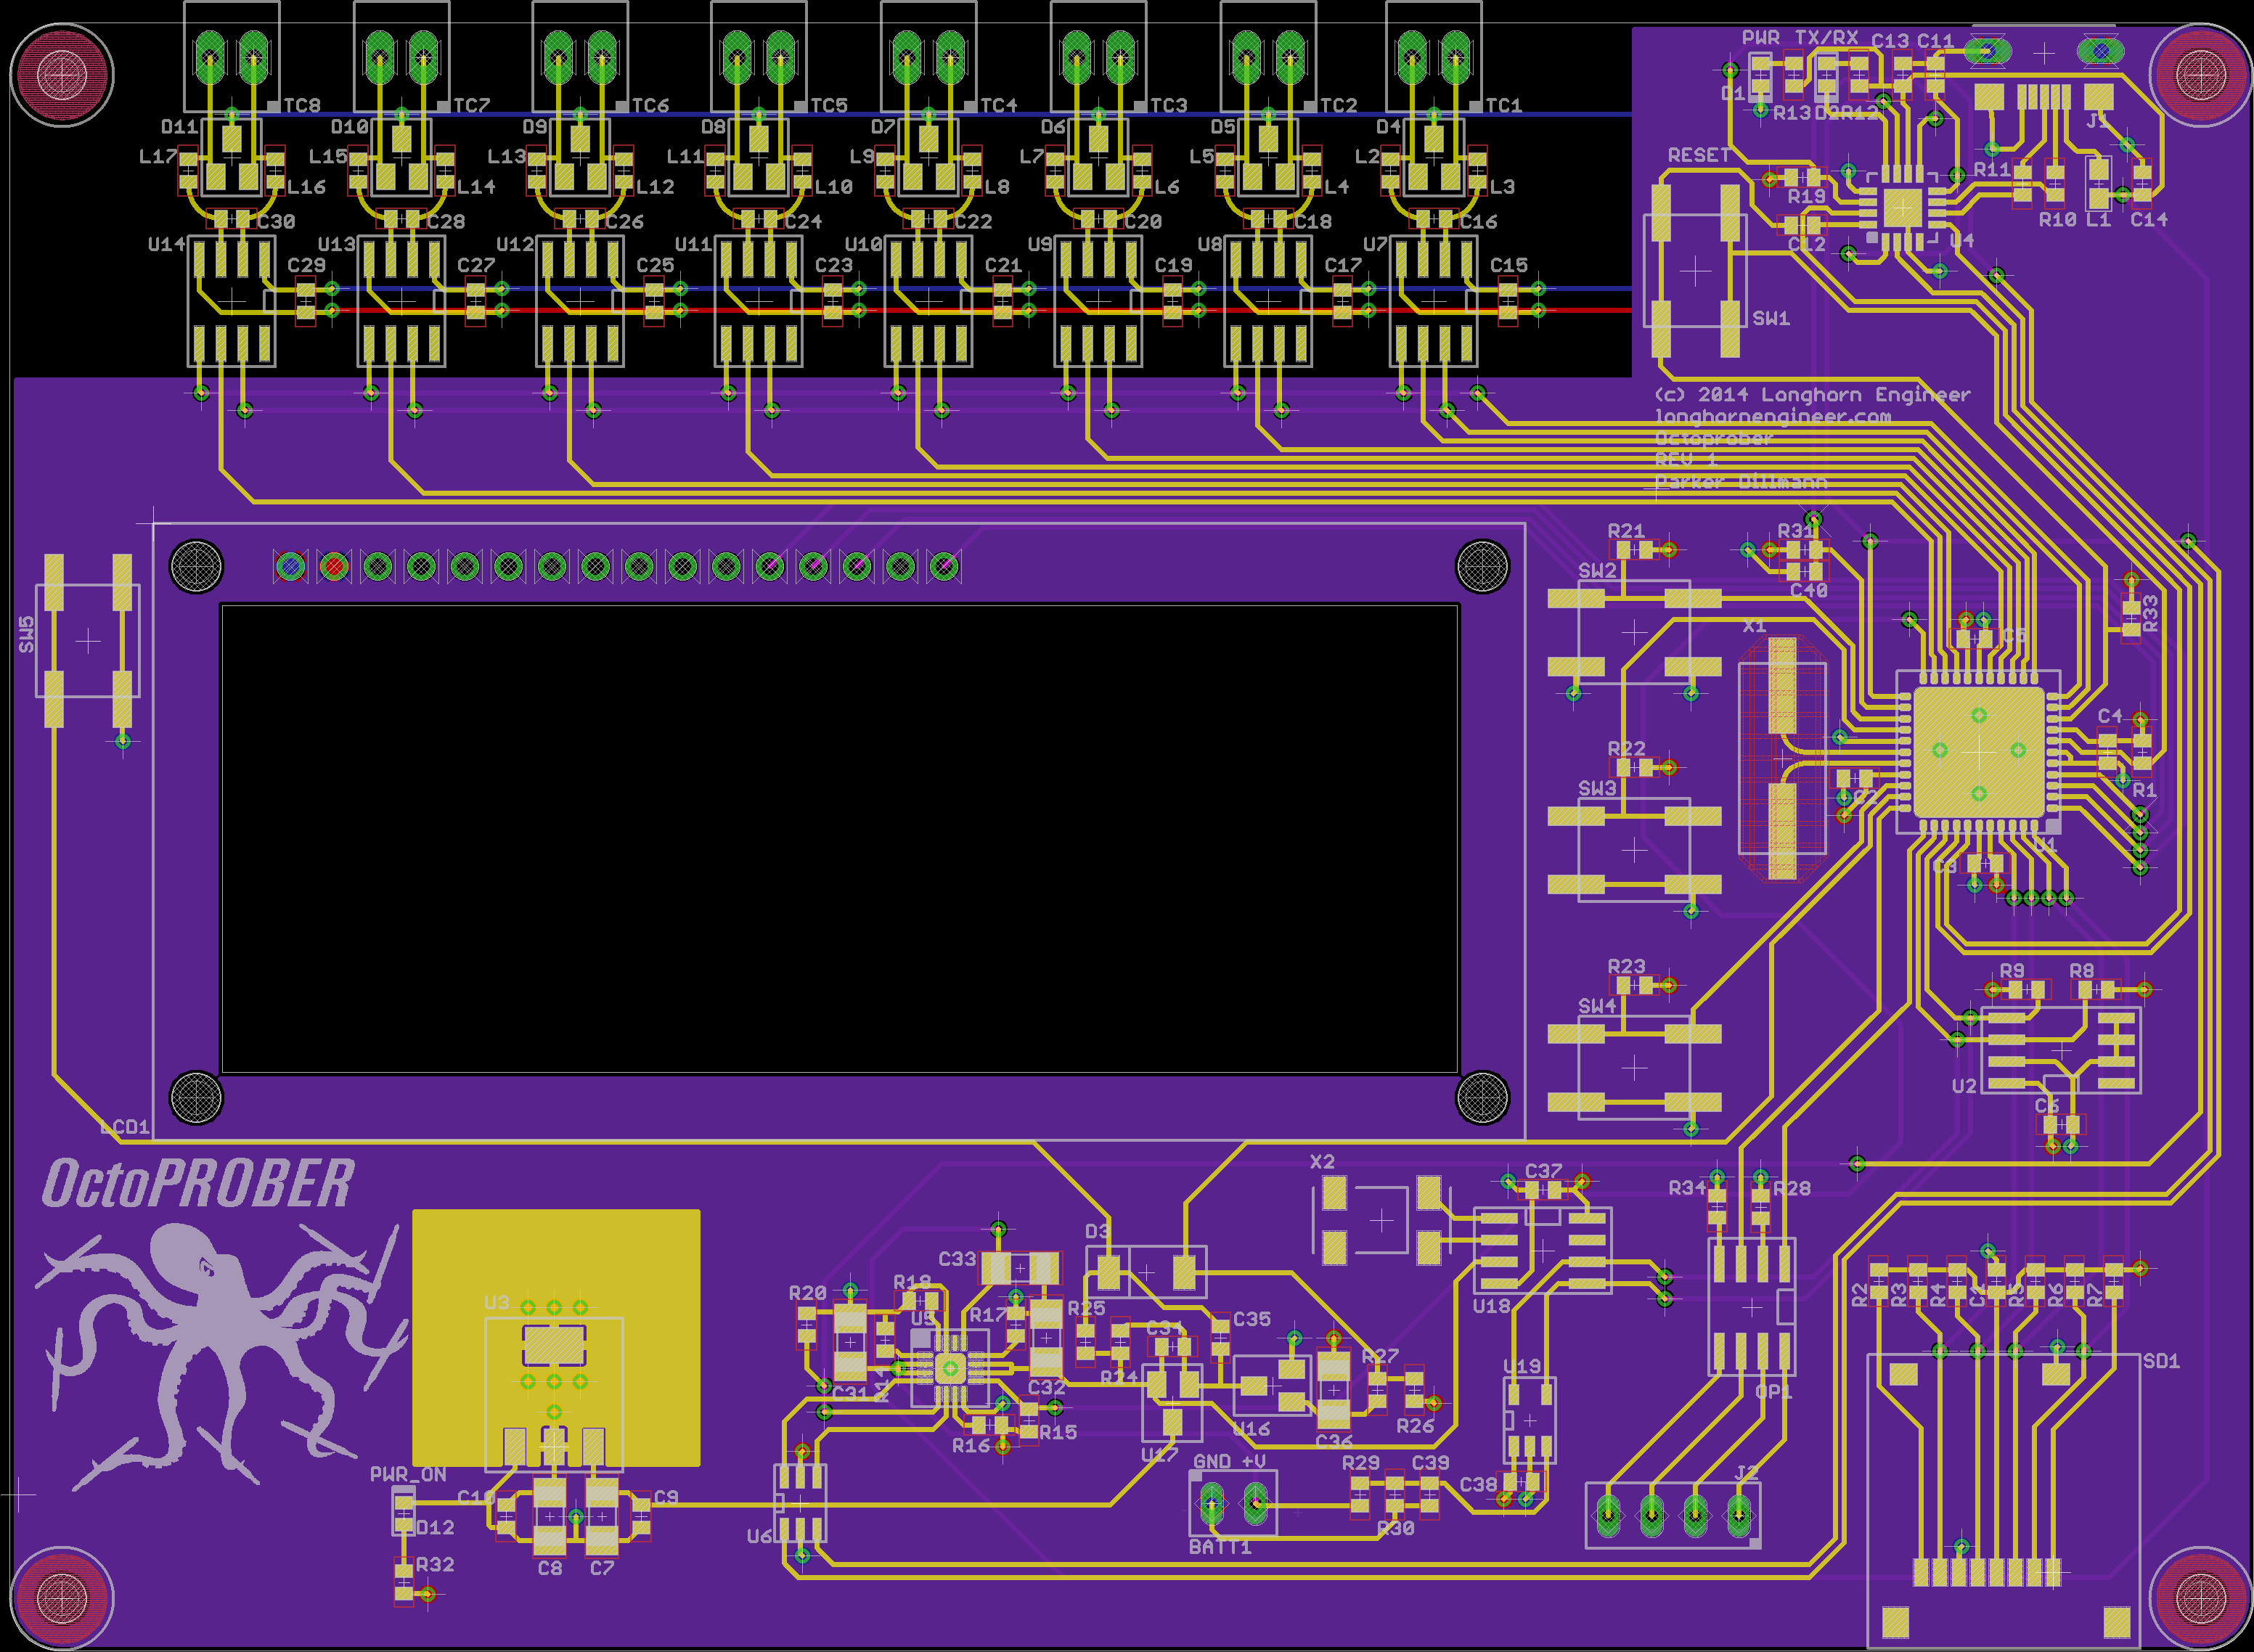 PWR TX/RX C13 C11
TC8 TC7 TC6 TC5 TC4 TC3 TC2 TC1
D1 R13 D2 R12 J1
D11 D10 D9 D8 D7 D6 D5 D4
L17 L15 L13 L11 L9 L7 L5 L2
RESET
L16 L14 L12 L10 L8 L6 L4 L3
R11 R19 R10 L1 C14
C30 C28 C26 C24 C22 C20 C18 C16
U14 U13 U12 U11 U10 U9 U8 U7
C12 U4
C29 C27 C25 C23 C21 C19 C17 C15
SW1
(c) 2014 Longhorn Engineer
longhornengineer.com
Octoprober
REV 1
Parker Dillmann
R21 R31
SW2 C40
SW5 X1 C5 R33
C4
R22
SW3 C2 R1
U1
C3
R23 R9 R8
SW4
U2
C6
LCD1
OctoPROBER
X2 C37
R34 R28
D3
C33
R20 R18 U3
U5 R17 R25 C34 C35 U18
R2 R3 R4 C1 R5 R6 R7
C31 R14 C32 R24 R27 U19 SD1
OP1
R16 R15 U17 U16 C36 R26
PWR_ON GND +V R29 C39 J2
C10 C9 C38
D12 U6 R30
BATT1
R32 C8 C7